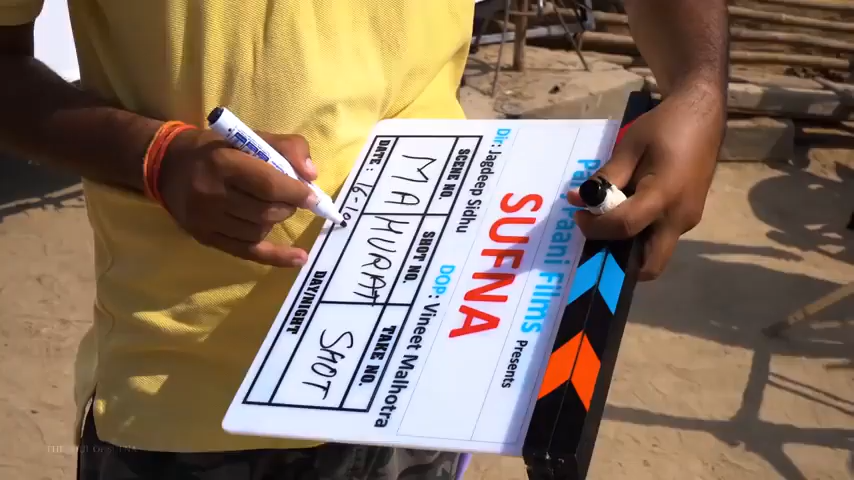 Panj Paani Films Presents
SUFNA
Dir: Jagdeep Sidhu
DOP: Vineet Malhotra
SCENE NO. SHOT NO. TAKE NO.
MAHURAT SHOT
DATE: 16-10
DAY/NIGHT